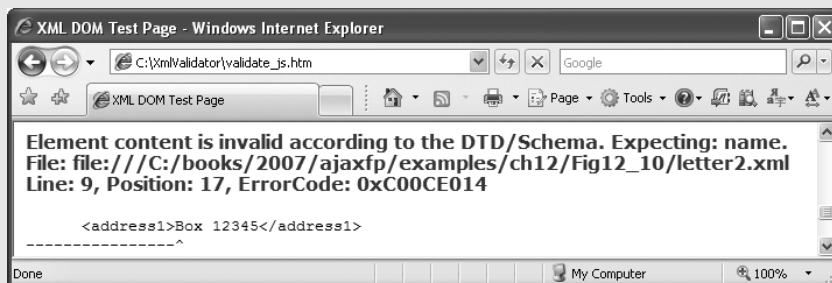 XML DOM Test Page - Windows Internet Explorer
C:\XmlValidator\validate_js.htm
Google
XML DOM Test Page
Page
Tools
Element content is invalid according to the DTD/Schema. Expecting: name.
File: file:///C:/books/2007/ajaxfp/examples/ch12/Fig12_10/letter2.xml
Line: 9, Position: 17, ErrorCode: 0xC00CE014
<address1>Box 12345</address1>
----------------^
Done
My Computer
100%